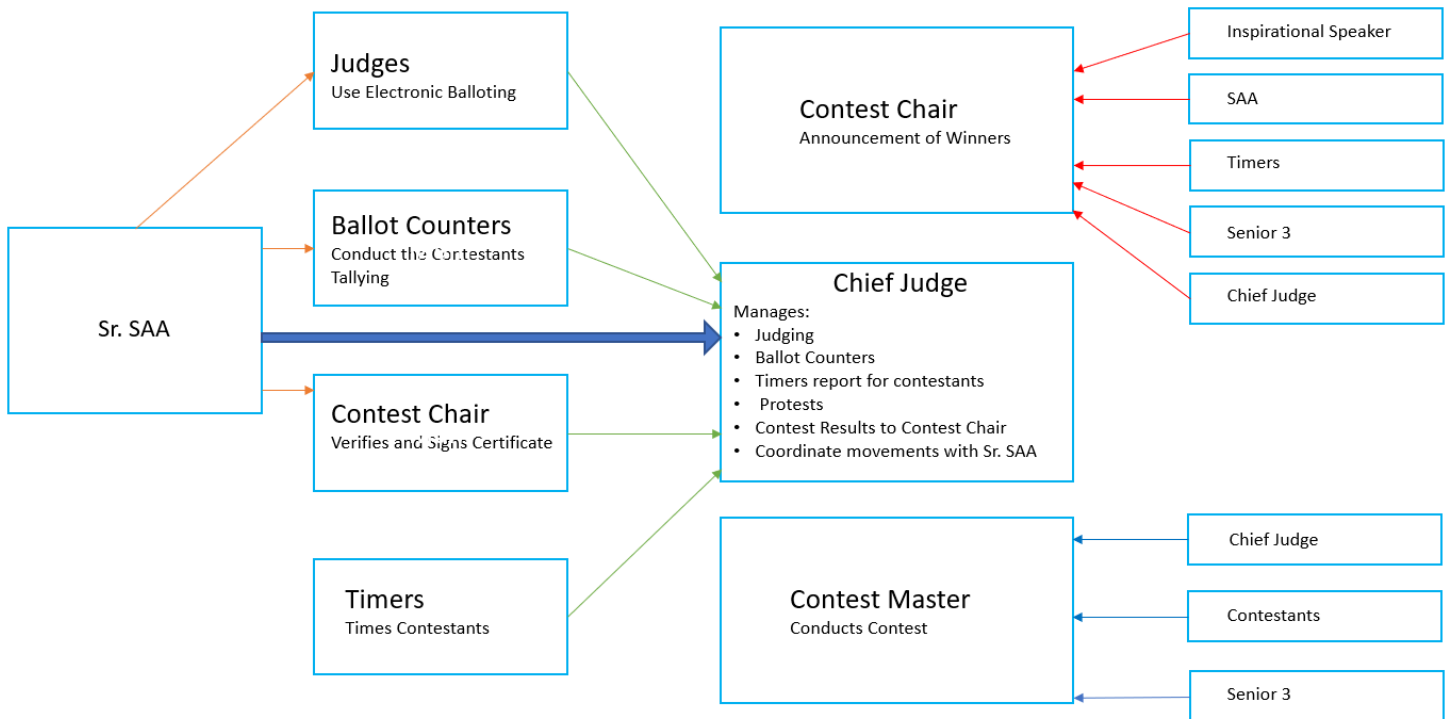 Sr. SAA
Judges
Use Electronic Balloting
Ballot Counters
Conduct the Contestants
Tallying
Contest Chair
Verifies and Signs Certificate
Timers
Times Contestants
Contest Chair
Announcement of Winners
Chief Judge
Manages:
• Judging
• Ballot Counters
• Timers report for contestants
• Protests
• Contest Results to Contest Chair
• Coordinate movements with Sr. SAA
Contest Master
Conducts Contest
Inspirational Speaker
SAA
Timers
Senior 3
Chief Judge
Chief Judge
Contestants
Senior 3